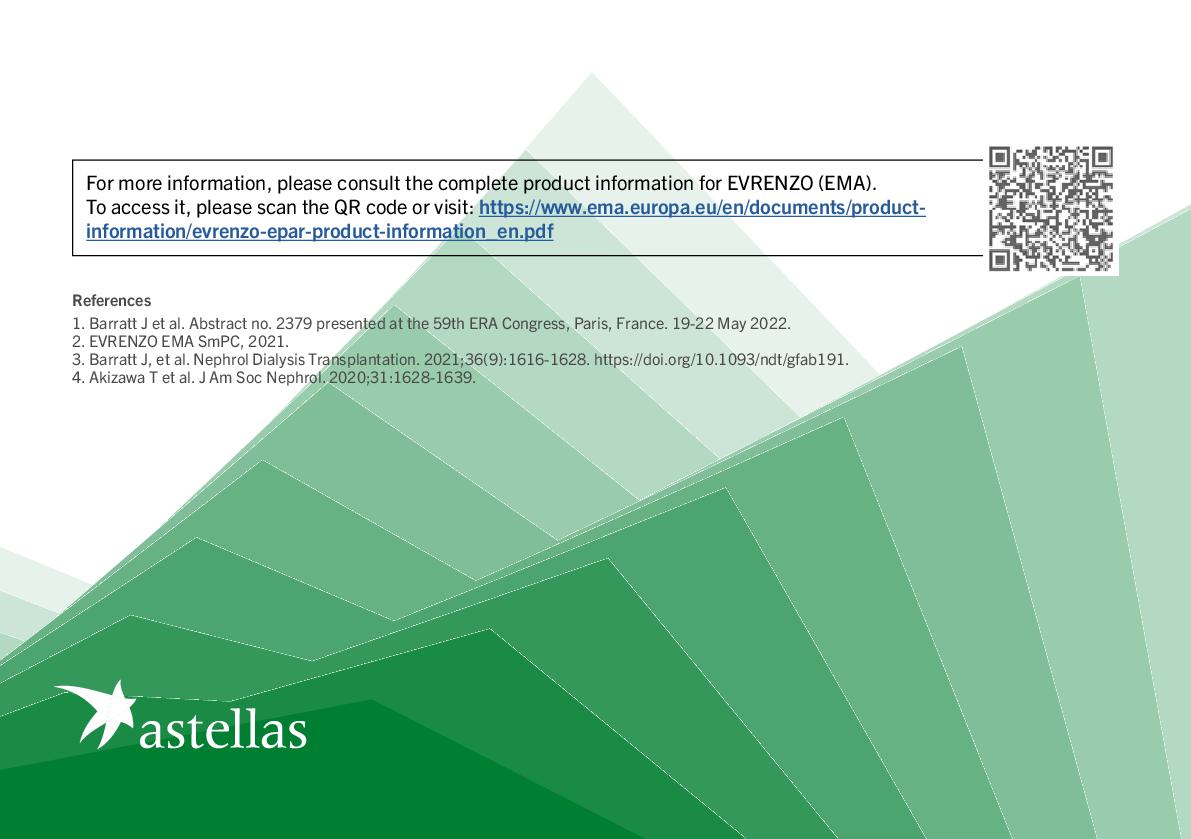 For more information, please consult the complete product information for EVRENZO (EMA).
To access it, please scan the QR code or visit: https://www.ema.europa.eu/en/documents/product-
information/evrenzo-epar-product-information_en.pdf
References
1. Barratt J et al. Abstract no. 2379 presented at the 59th ERA Congress, Paris, France. 19-22 May 2022.
2. EVRENZO EMA SmPC, 2021.
3. Barratt J, et al. Nephrol Dialysis Transplantation. 2021;36(9):1616-1628. https://doi.org/10.1093/ndt/gfab191.
4. Akizawa T et al. J Am Soc Nephrol. 2020;31:1628-1639.
astellas